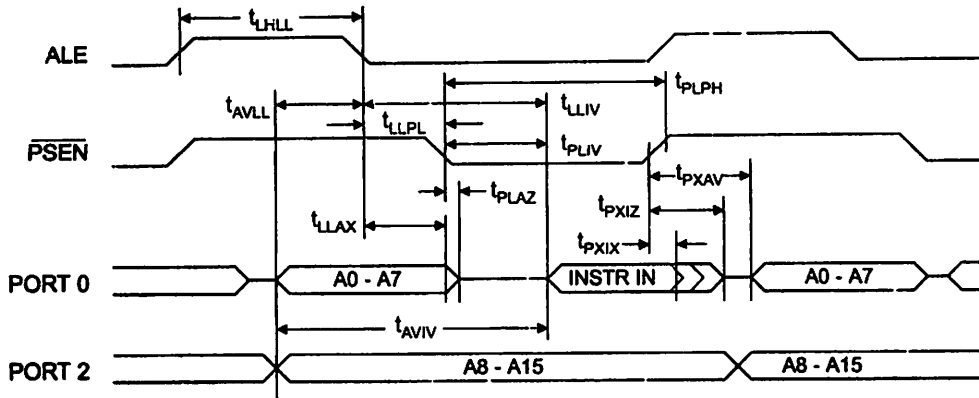 tLHLL
ALE
tPLPH
tAVLL
tLLIV
tLLPL
PSEN
tPLIV
tPLAZ
tPXAV
tPXIZ
tLLAX
tPXIX
PORT 0
A0 - A7
INSTR IN
A0 - A7
tAVIV
PORT 2
A8 - A15
A8 - A15